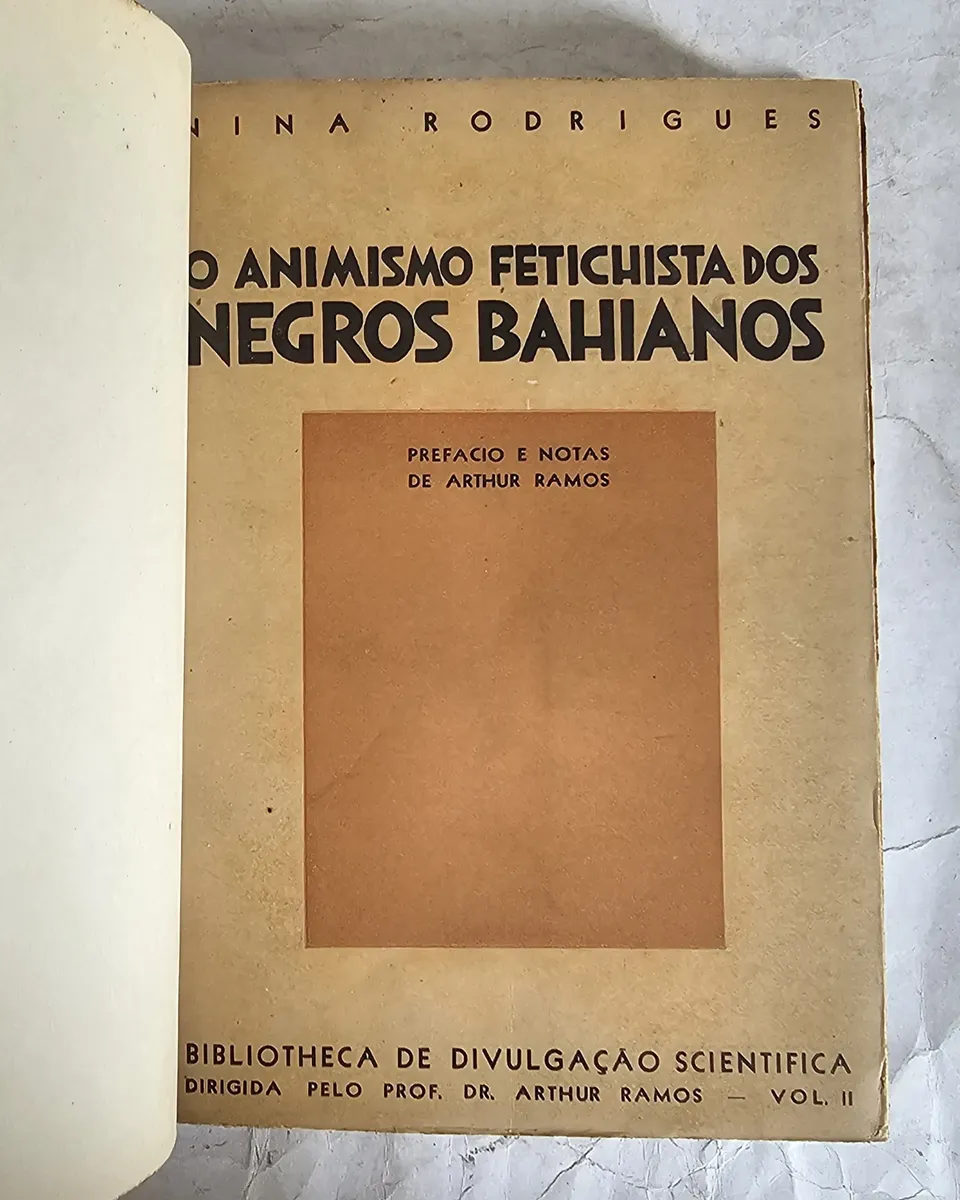 NINA RODRIGUES
O ANIMISMO FETICHISTA DOS
NEGROS BAHIANOS
PREFACIO E NOTAS
DE ARTHUR RAMOS
BIBLIOTHECA DE DIVULGAÇÃO SCIENTIFICA
DIRIGIDA PELO PROF. DR. ARTHUR RAMOS — VOL. II